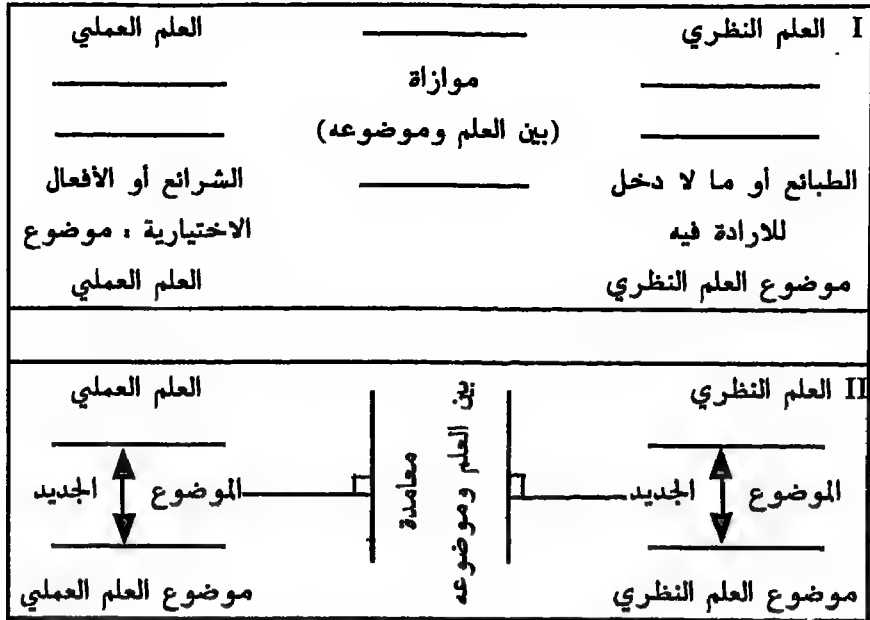 I العلم النظري
العلم العملي
موازاة
(بين العلم وموضوعه)
الطبائع أو ما لا دخل
للارادة فيه
موضوع العلم النظري
الشرائع أو الأفعال
الاختيارية : موضوع
العلم العملي
II العلم النظري
العلم العملي
الموضوع الجديد
بين العلم وموضوعه
معامدة
الموضوع الجديد
موضوع العلم النظري
موضوع العلم العملي